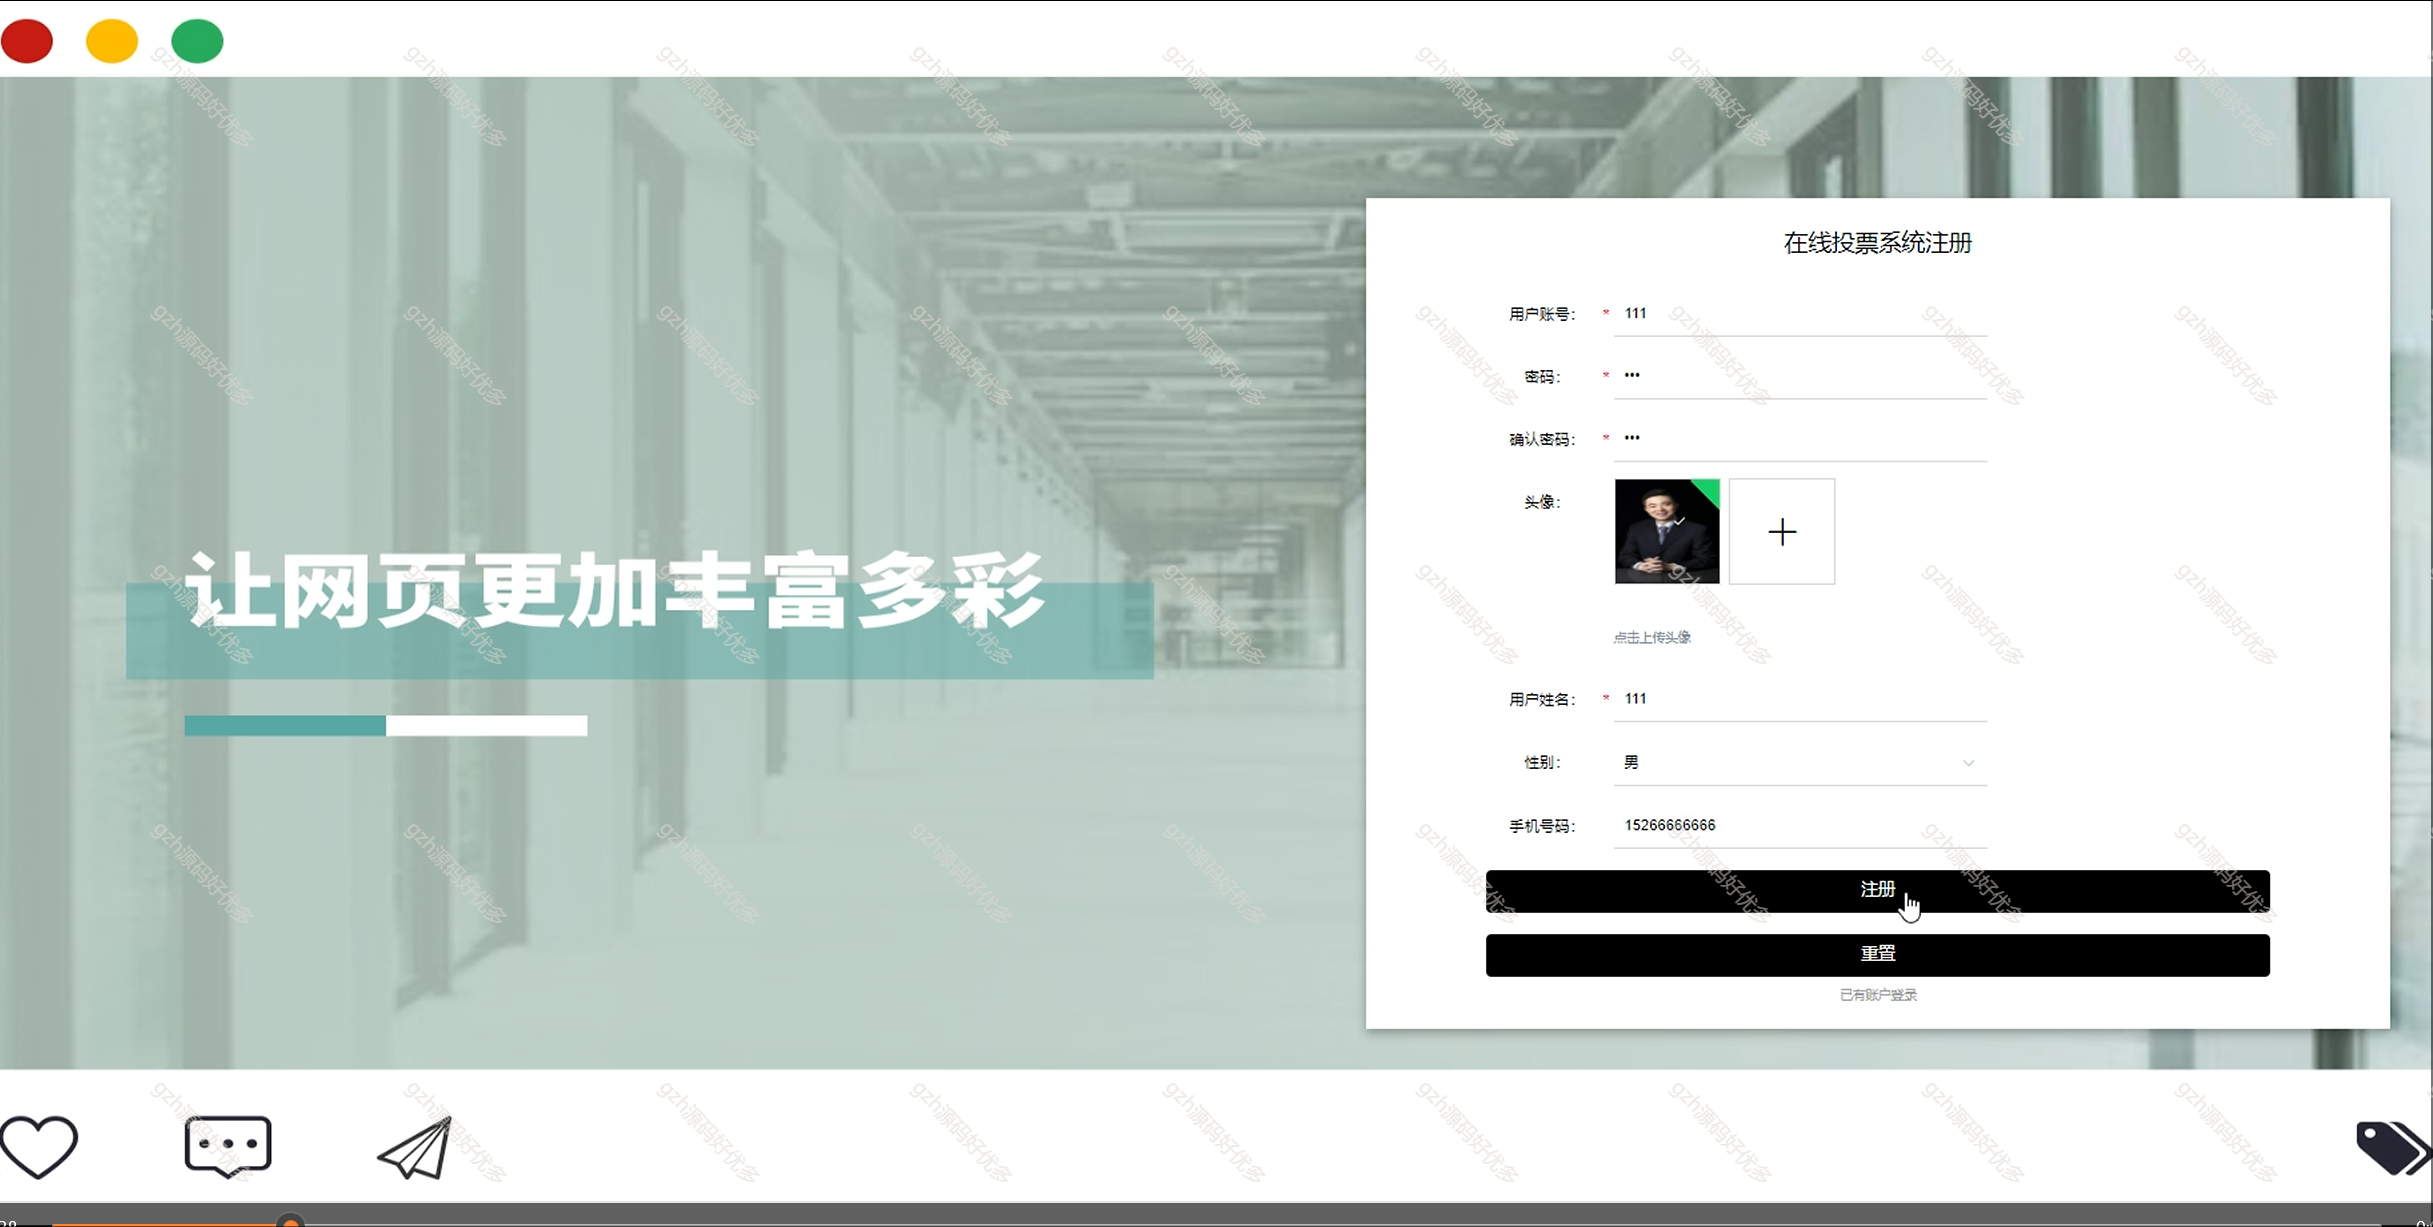 在线投票系统注册
用户账号: * 111
密码: * •••
确认密码: * •••
头像:
点击上传头像
让网页更加丰富多彩
用户姓名: * 111
性别: 男
手机号码: 15266666666
注册
重置
已有账户登录
gzh源码好优多